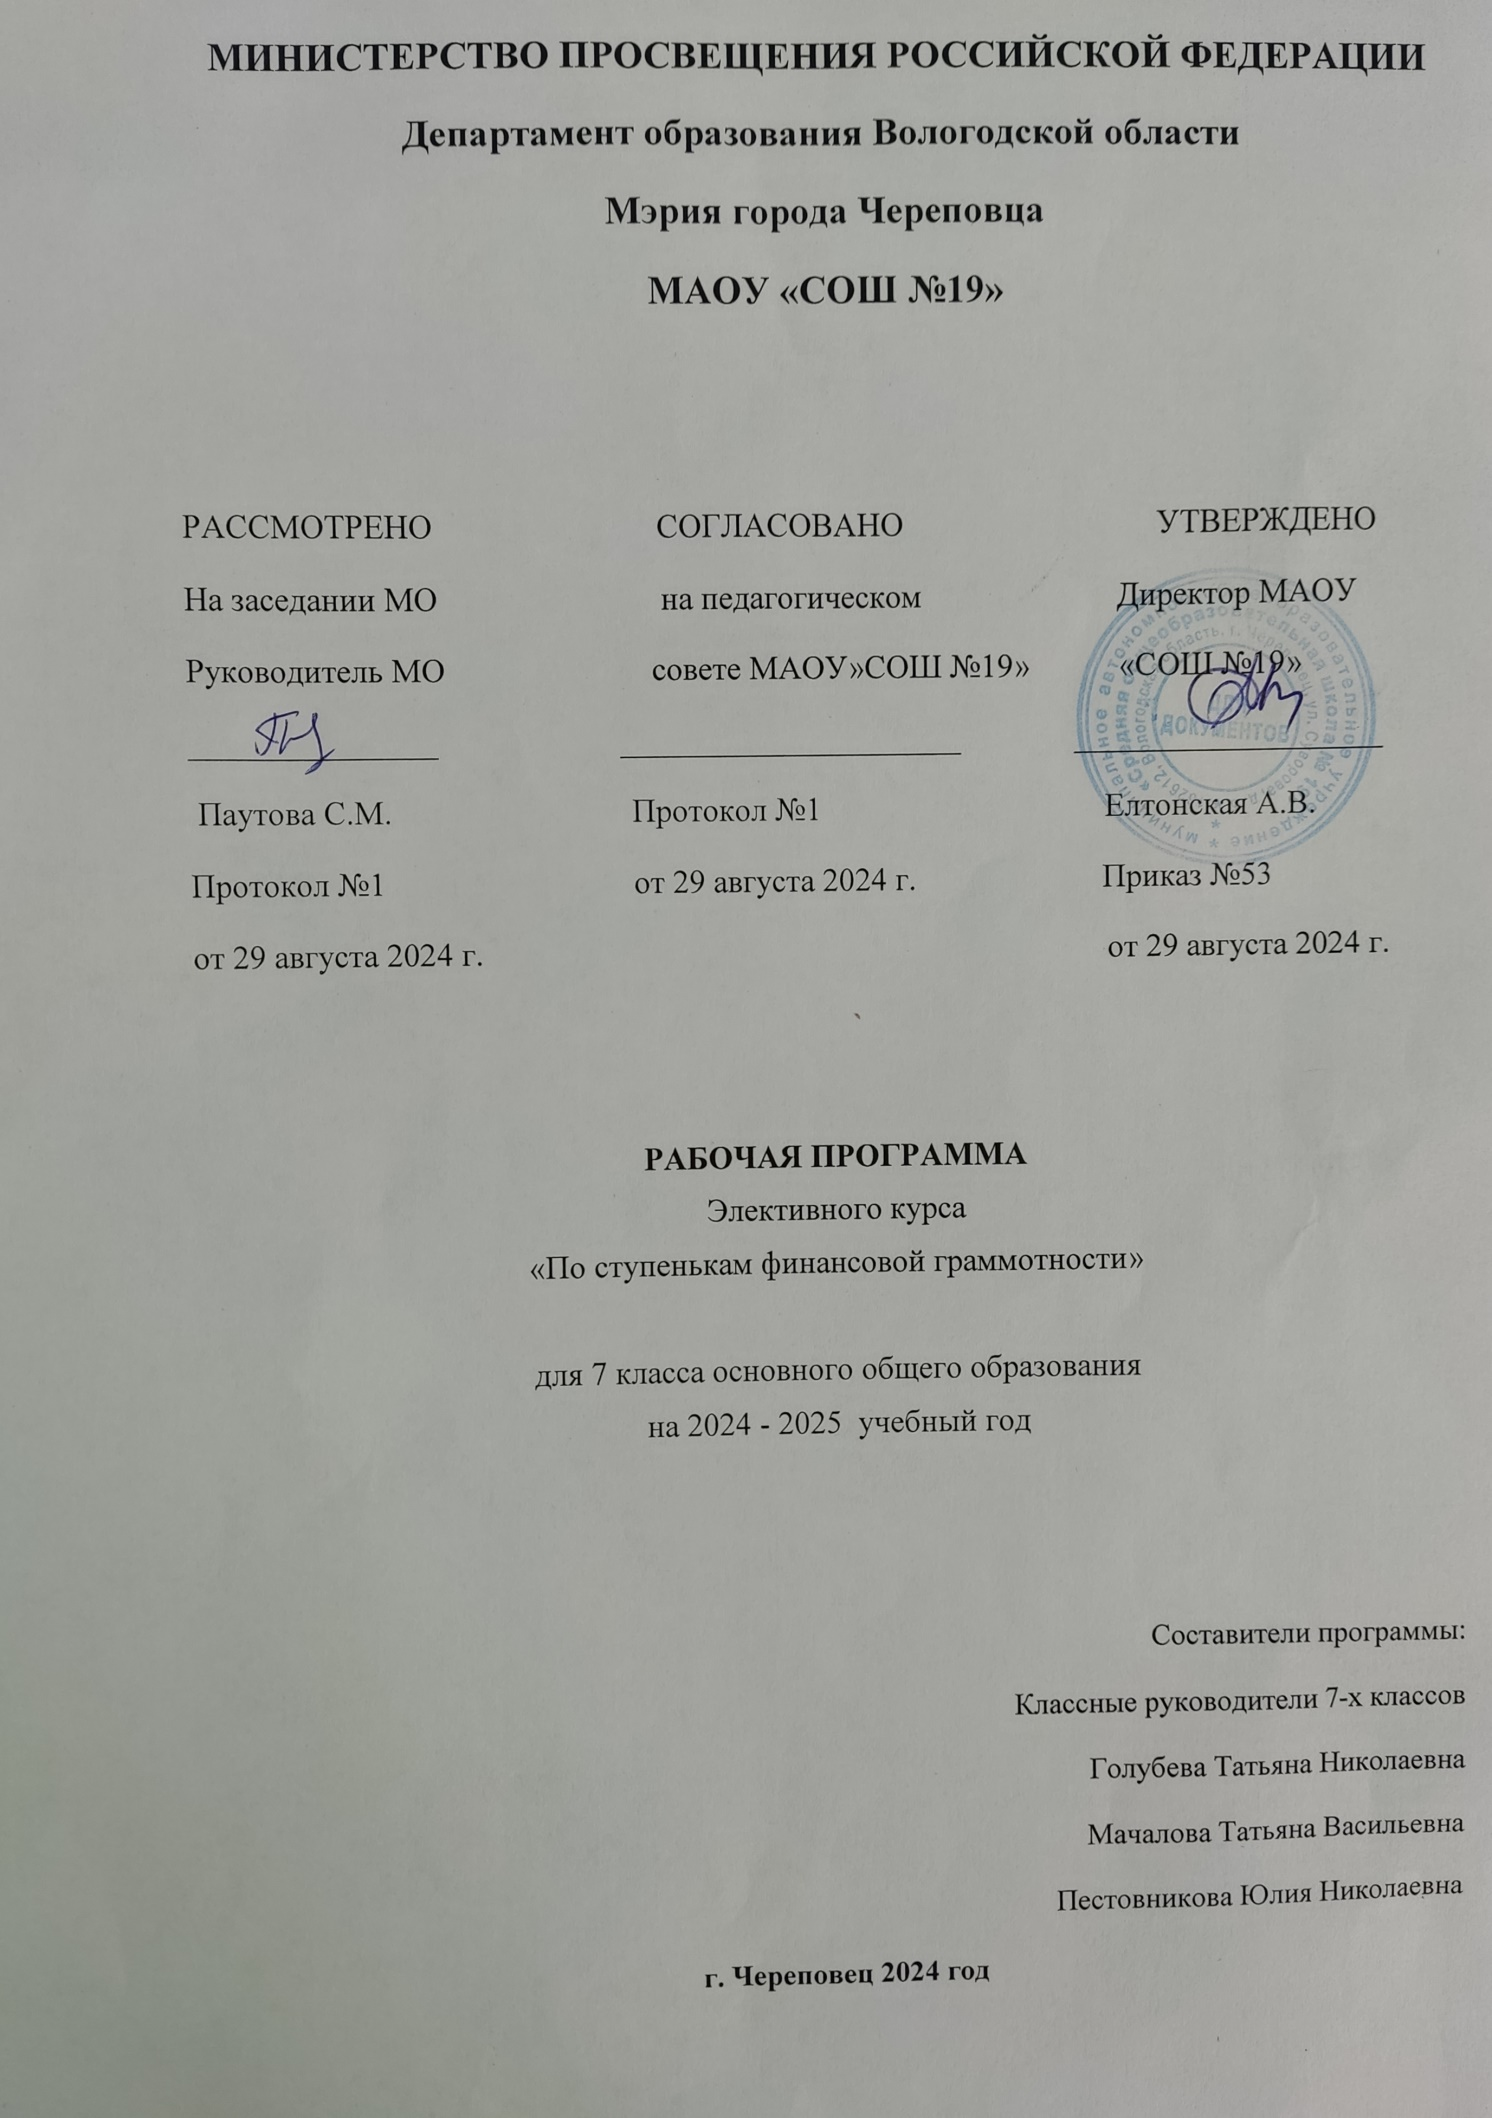 МИНИСТЕРСТВО ПРОСВЕЩЕНИЯ РОССИЙСКОЙ ФЕДЕРАЦИИ
Департамент образования Вологодской области
Мэрия города Череповца
МАОУ «СОШ №19»
РАССМОТРЕНО
На заседании МО
Руководитель МО
Паутова С.М.
Протокол №1
от 29 августа 2024 г.
СОГЛАСОВАНО
на педагогическом
совете МАОУ»СОШ №19»
Протокол №1
от 29 августа 2024 г.
УТВЕРЖДЕНО
Директор МАОУ
«СОШ №19»
ДОКУМЕНТОВ
Елтонская А.В.
Приказ №53
от 29 августа 2024 г.
РАБОЧАЯ ПРОГРАММА
Элективного курса
«По ступенькам финансовой граммотности»
для 7 класса основного общего образования
на 2024 - 2025 учебный год
Составители программы:
Классные руководители 7-х классов
Голубева Татьяна Николаевна
Мачалова Татьяна Васильевна
Пестовникова Юлия Николаевна
г. Череповец 2024 год